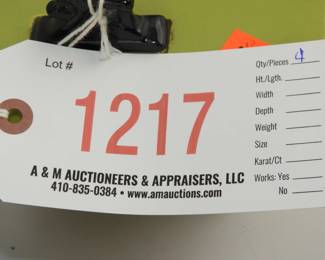 Lot #
1217
A & M AUCTIONEERS & APPRAISERS, LLC
410-835-0384 • www.amauctions.com
Qty/Pieces 4
Ht./Lgth.
Width
Depth
Weight
Size
Karat/Ct
Works: Yes
No